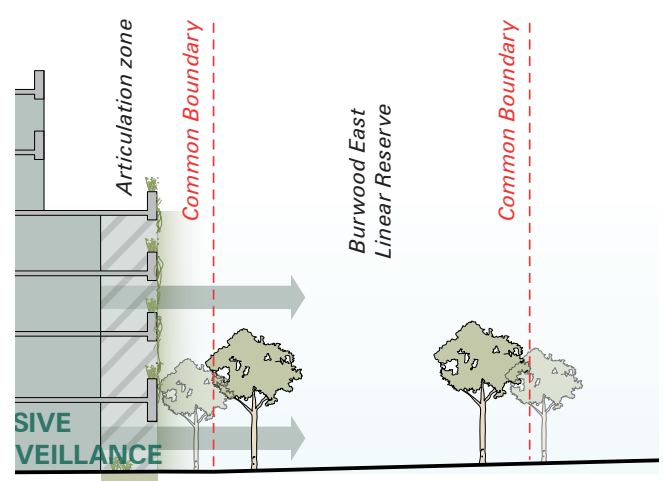 Articulation zone
Common Boundary
Burwood East
Linear Reserve
Common Boundary
SIVE
VEILLANCE